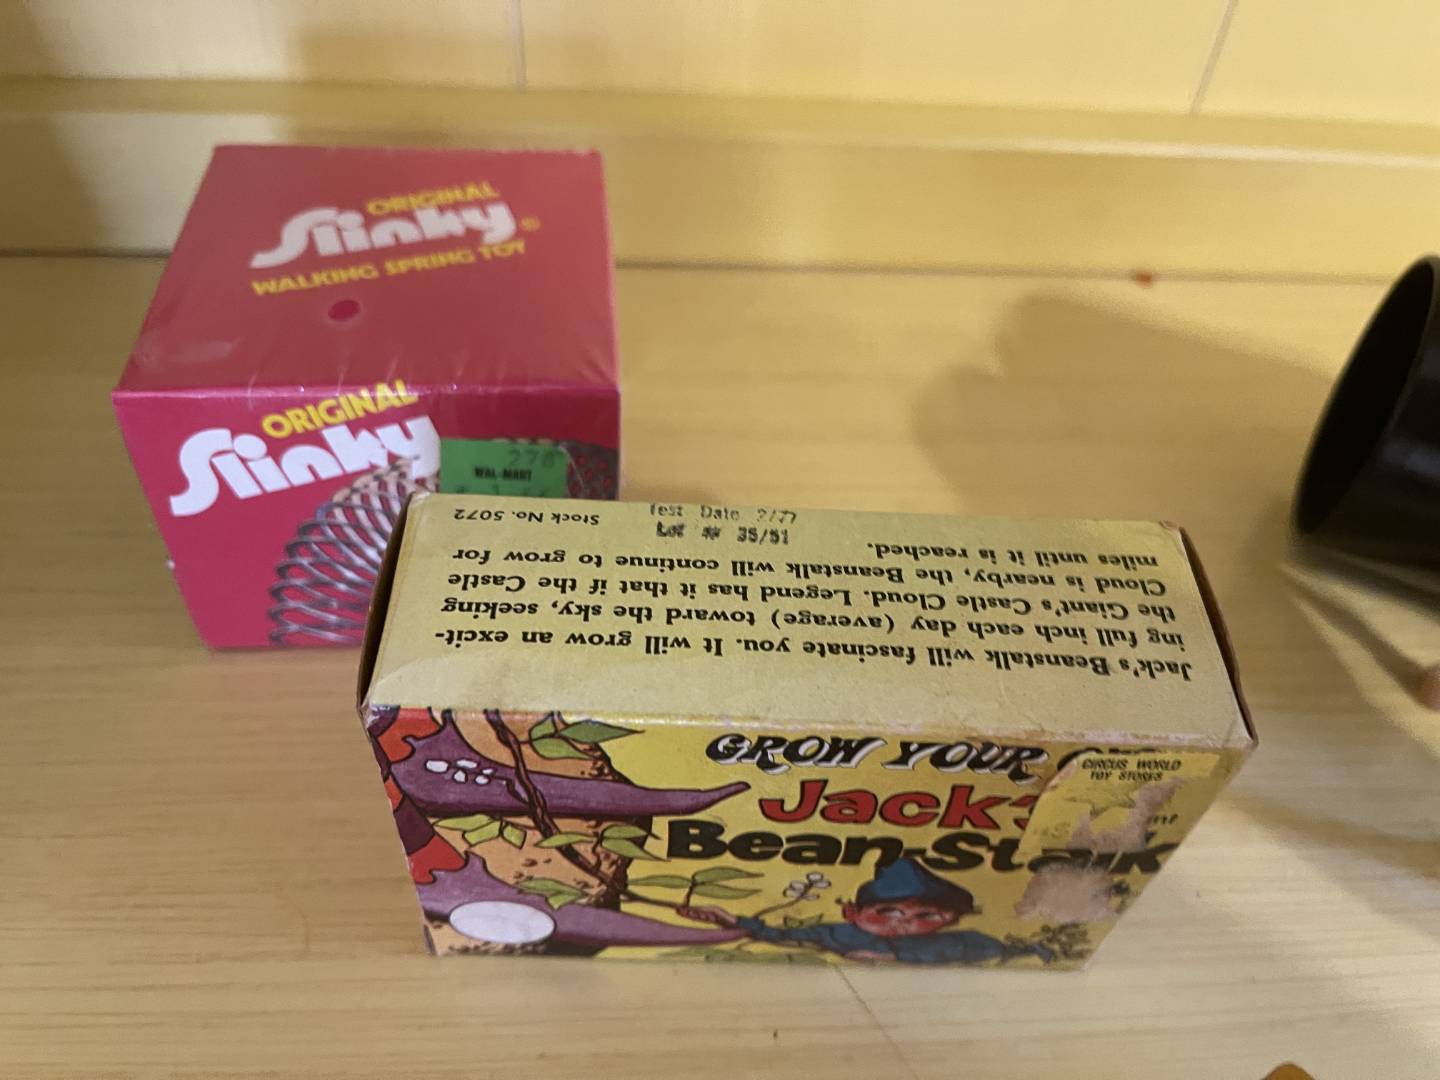 ORIGINAL
Slinky®
WALKING SPRING TOY
ORIGINAL
Slinky
278
WAL-MART
Jack's Beanstalk will fascinate you. It will grow an excit-
ing full inch each day (average) toward the sky, seeking
the Giant's Castle Cloud. Legend has it that if the Castle
Cloud is nearby, the Beanstalk will continue to grow for
miles until it is reached.
Stock No. 5072
Test Date 2/77
Lot # 35/51
GROW YOUR
Jack's
Bean-Stalk
CIRCUS WORLD
TOY STORES